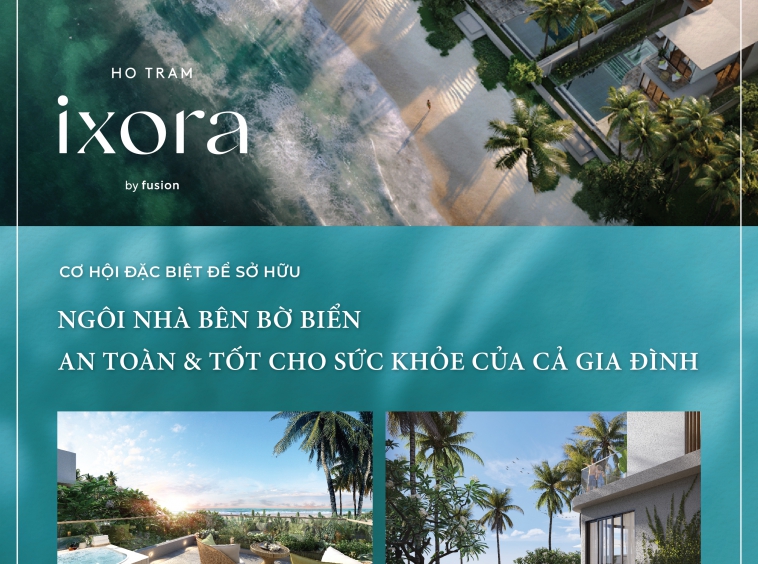 HO TRAM
ixora
by fusion
CƠ HỘI ĐẶC BIỆT ĐỂ SỞ HỮU
NGÔI NHÀ BÊN BỜ BIỂN
AN TOÀN & TỐT CHO SỨC KHỎE CỦA CẢ GIA ĐÌNH